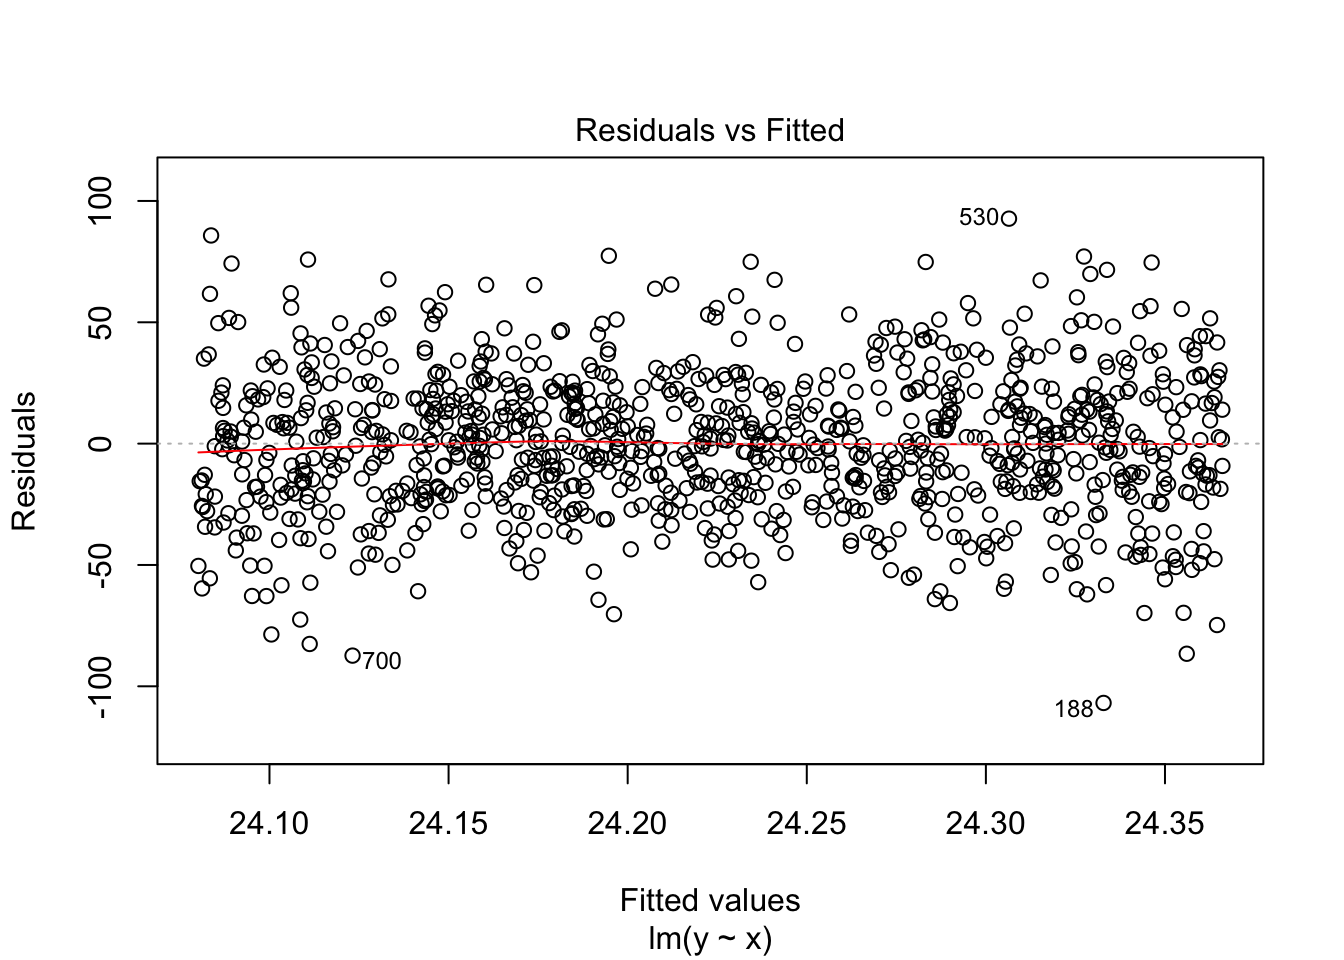 Residuals vs Fitted
100
50
0
-50
-100
Residuals
530
700
188
24.10 24.15 24.20 24.25 24.30 24.35
Fitted values
lm(y ~ x)